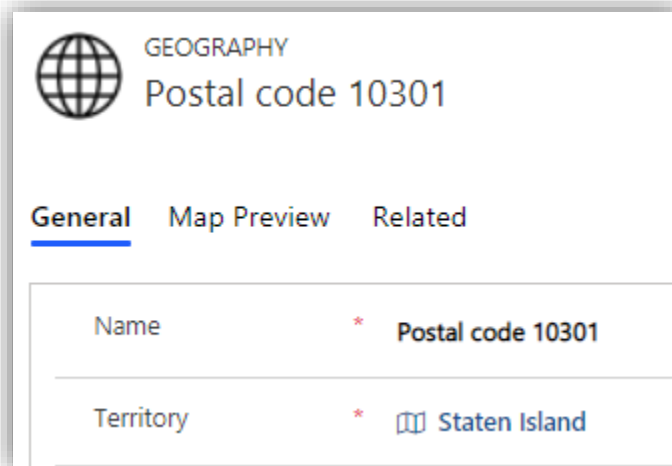 GEOGRAPHY
Postal code 10301
General Map Preview Related
Name * Postal code 10301
Territory * Staten Island